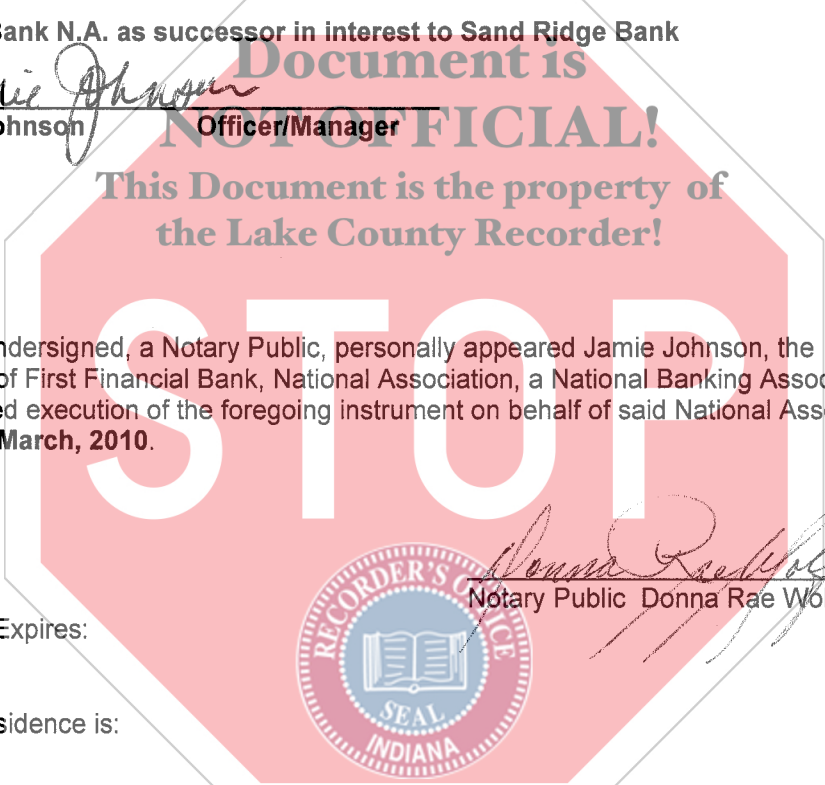 Bank N.A. as successor in interest to Sand Ridge Bank
Document is
Johnson
ohnson Officer/Manager
NOT OFFICIAL!
This Document is the property of
the Lake County Recorder!
STOP
ndersigned, a Notary Public, personally appeared Jamie Johnson, the
of First Financial Bank, National Association, a National Banking Assoc
ed execution of the foregoing instrument on behalf of said National Ass
March, 2010.
Donna Rae
Notary Public Donna Rae Wo
Expires:
sidence is:
RECORDER'S OFFICE
SEAL
INDIANA